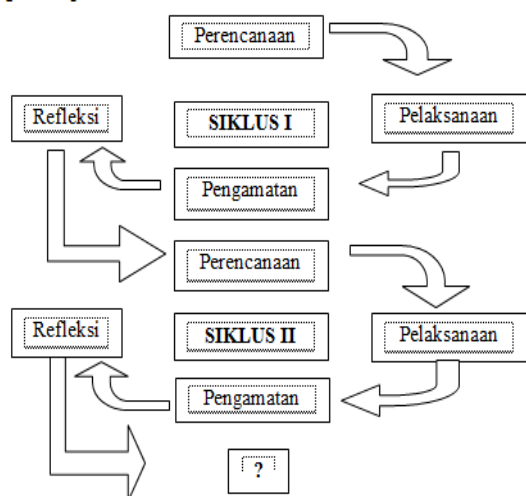 Perencanaan
Refleksi
SIKLUS I
Pelaksanaan
Pengamatan
Perencanaan
Refleksi
SIKLUS II
Pelaksanaan
Pengamatan
?